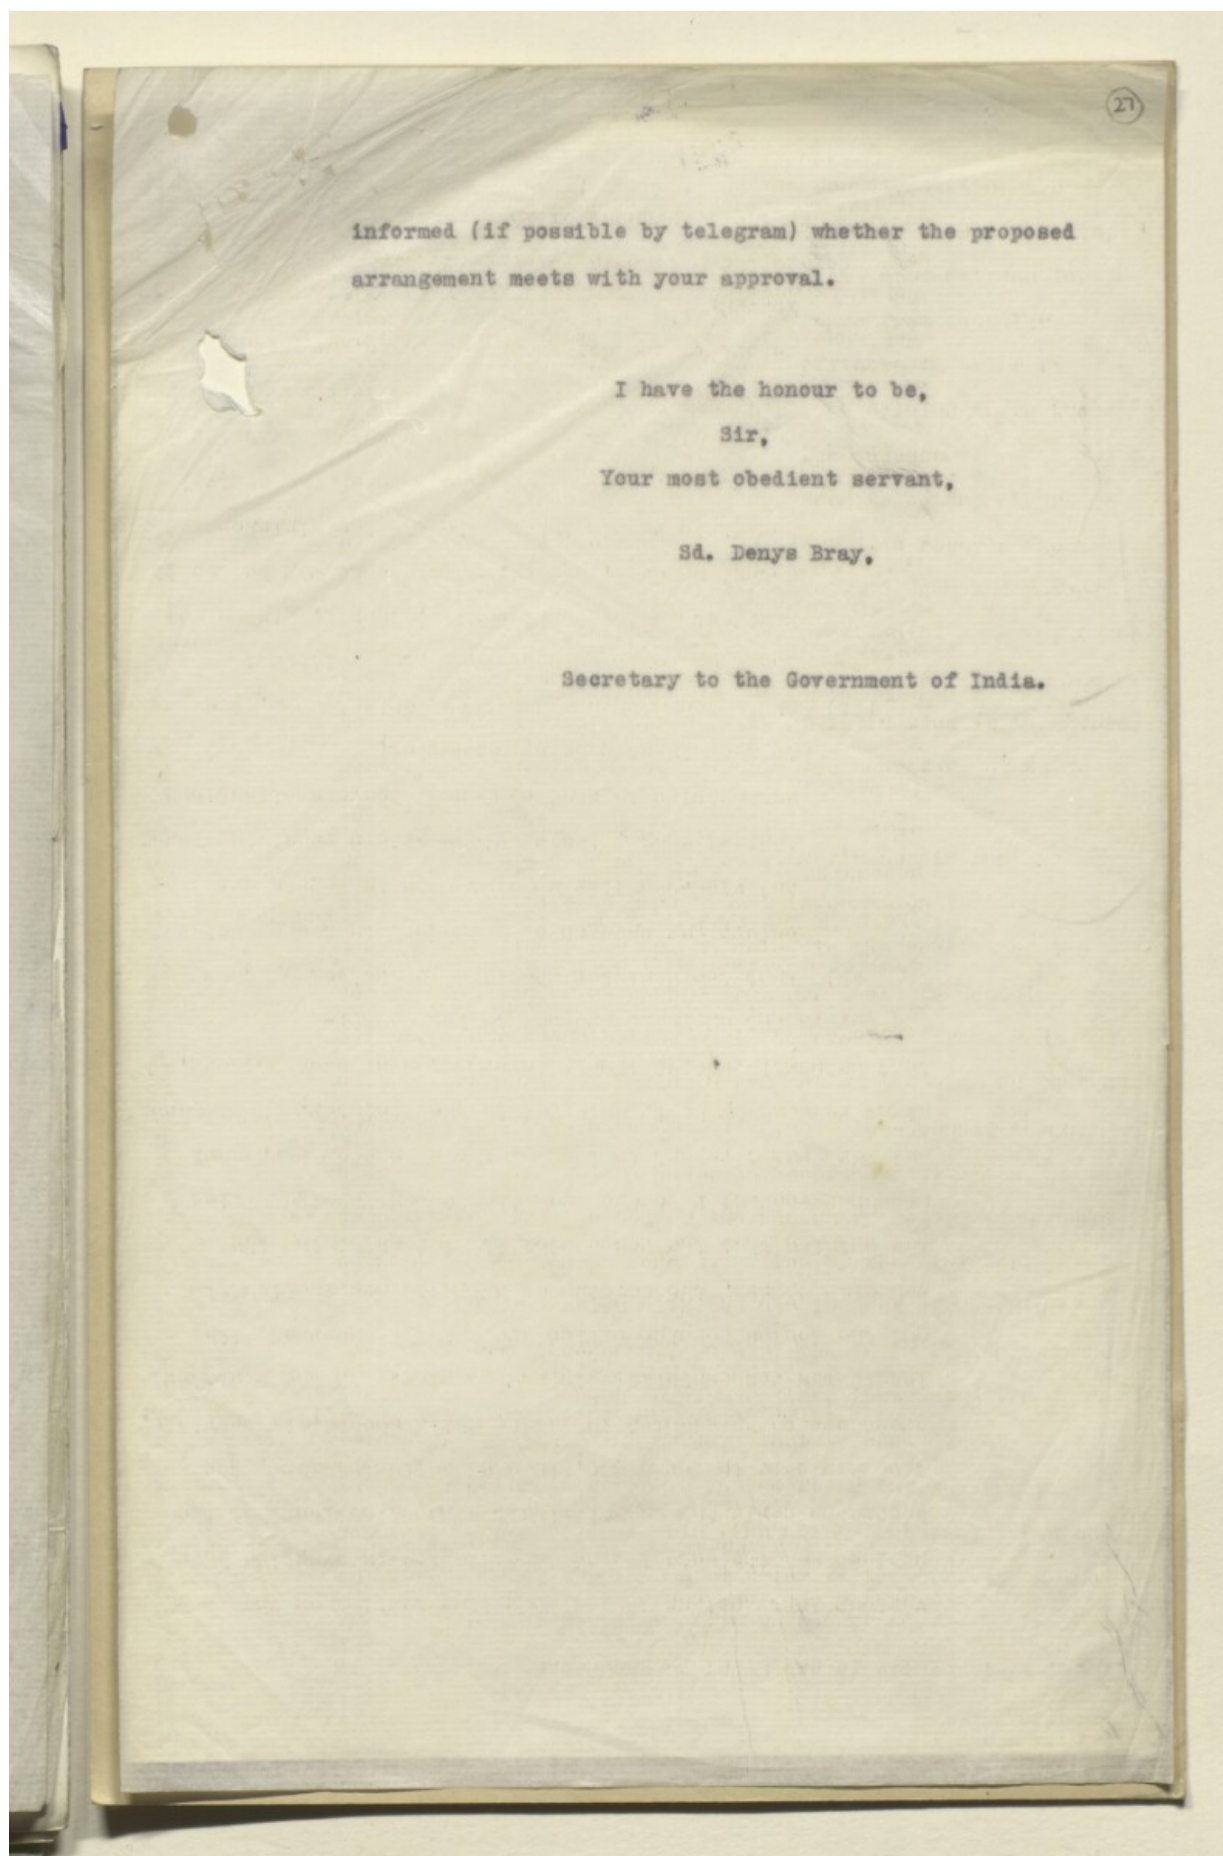 27
informed (if possible by telegram) whether the proposed
arrangement meets with your approval.
I have the honour to be,
Sir,
Your most obedient servant,
Sd. Denys Bray,
Secretary to the Government of India.